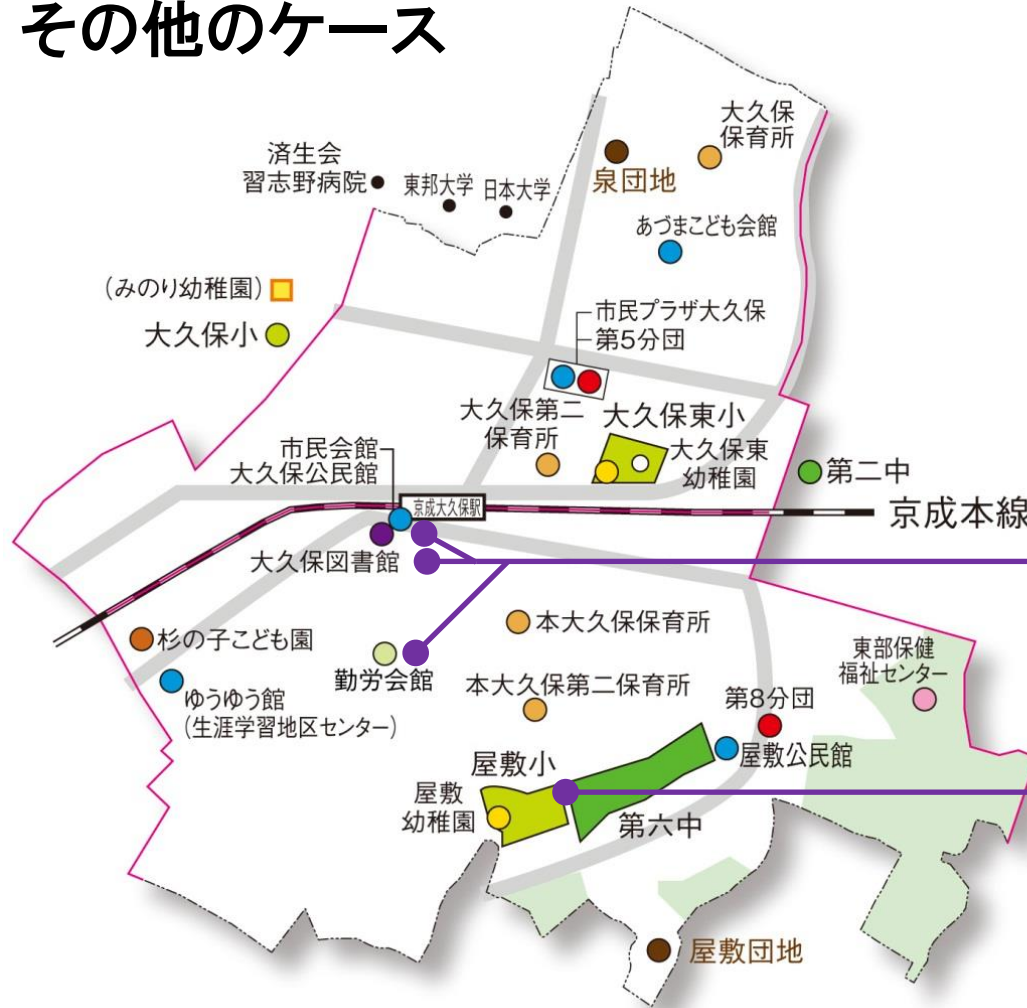 その他のケース
大久保
保育所
済生会
習志野病院
東邦大学
日本大学
泉団地
あづまこども会館
(みのり幼稚園)
大久保小
市民プラザ大久保
第5分団
大久保第二
保育所
大久保東小
大久保東
幼稚園
市民会館
大久保公民館
第二中
京成大久保駅
京成本線
大久保図書館
杉の子こども園
本大久保保育所
東部保健
福祉センター
勤労会館
ゆうゆう館
(生涯学習地区センター)
本大久保第二保育所
第8分団
屋敷公民館
屋敷小
屋敷
幼稚園
第六中
屋敷団地